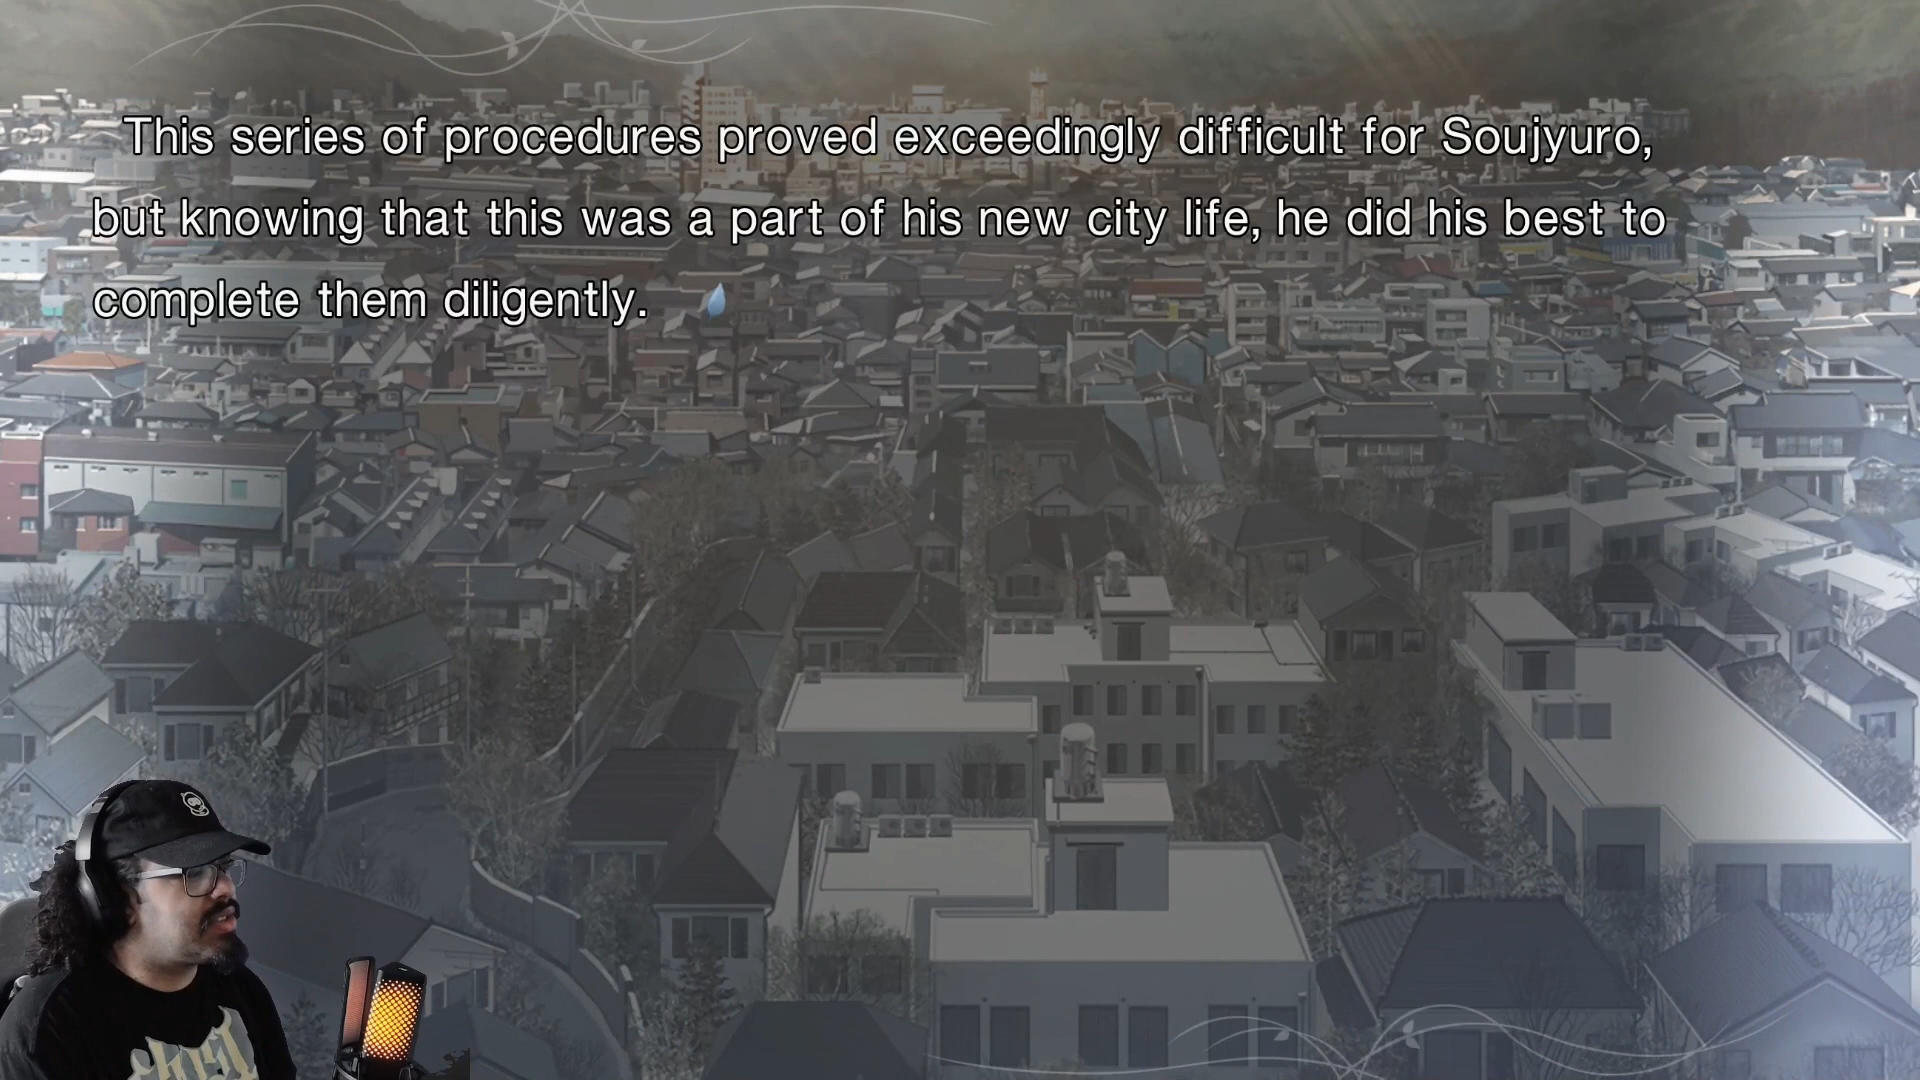 This series of procedures proved exceedingly difficult for Soujyuro,
but knowing that this was a part of his new city life, he did his best to
complete them diligently.
Ghost